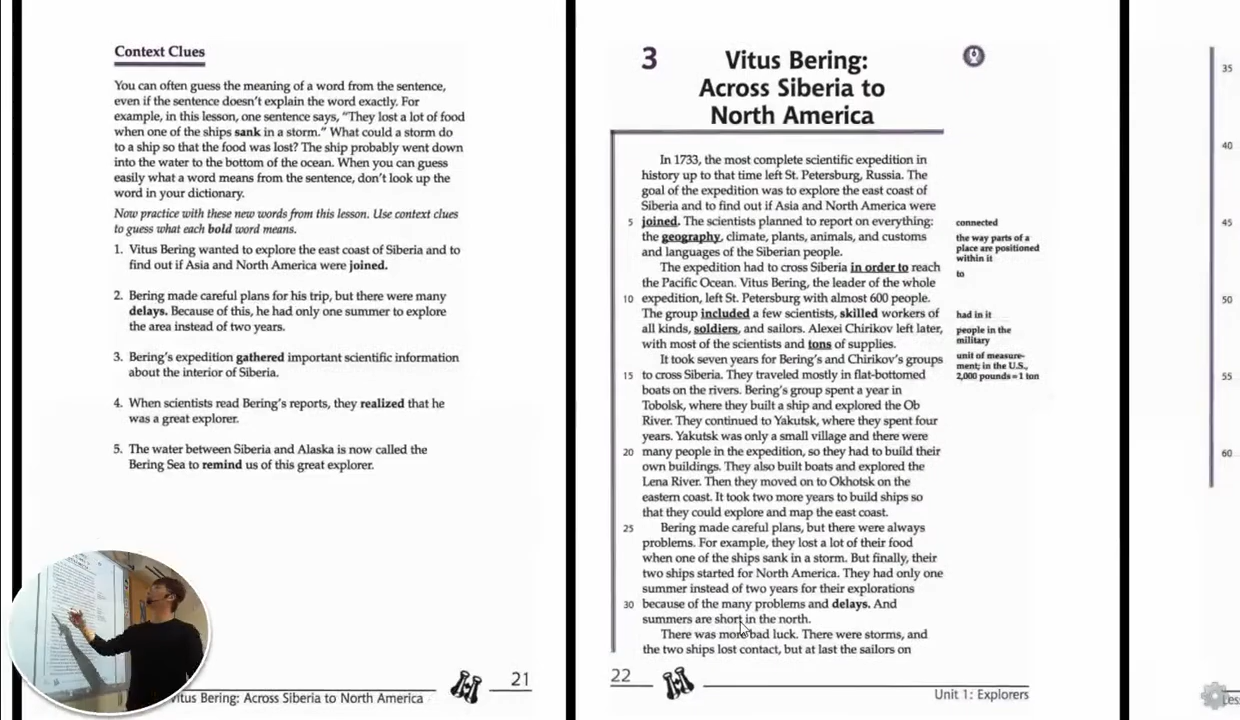 Context Clues
You can often guess the meaning of a word from the sentence,
even if the sentence doesn't explain the word exactly. For
example, in this lesson, one sentence says, "They lost a lot of food
when one of the ships sank in a storm." What could a storm do
to a ship so that the food was lost? The ship probably went down
into the water to the bottom of the ocean. When you can guess
easily what a word means from the sentence, don't look up the
word in your dictionary.
Now practice with these new words from this lesson. Use context clues
to guess what each bold word means.
1. Vitus Bering wanted to explore the east coast of Siberia and to
find out if Asia and North America were joined.
2. Bering made careful plans for his trip, but there were many
delays. Because of this, he had only one summer to explore
the area instead of two years.
3. Bering's expedition gathered important scientific information
about the interior of Siberia.
4. When scientists read Bering's reports, they realized that he
was a great explorer.
5. The water between Siberia and Alaska is now called the
Bering Sea to remind us of this great explorer.
itus Bering: Across Siberia to North America
21
3
Vitus Bering:
Across Siberia to
North America
In 1733, the most complete scientific expedition in
history up to that time left St. Petersburg, Russia. The
goal of the expedition was to explore the east coast of
Siberia and to find out if Asia and North America were
5 joined. The scientists planned to report on everything:
the geography, climate, plants, animals, and customs
and languages of the Siberian people.
The expedition had to cross Siberia in order to reach
the Pacific Ocean. Vitus Bering, the leader of the whole
10 expedition, left St. Petersburg with almost 600 people.
The group included a few scientists, skilled workers of
all kinds, soldiers, and sailors. Alexei Chirikov left later,
with most of the scientists and tons of supplies.
It took seven years for Bering's and Chirikov's groups
15 to cross Siberia. They traveled mostly in flat-bottomed
boats on the rivers. Bering's group spent a year in
Tobolsk, where they built a ship and explored the Ob
River. They continued to Yakutsk, where they spent four
years. Yakutsk was only a small village and there were
20 many people in the expedition, so they had to build their
own buildings. They also built boats and explored the
Lena River. Then they moved on to Okhotsk on the
eastern coast. It took two more years to build ships so
that they could explore and map the east coast.
25 Bering made careful plans, but there were always
problems. For example, they lost a lot of their food
when one of the ships sank in a storm. But finally, their
two ships started for North America. They had only one
summer instead of two years for their explorations
30 because of the many problems and delays. And
summers are short in the north.
There was more bad luck. There were storms, and
the two ships lost contact, but at last the sailors on
connected
the way parts of a
place are positioned
within it
to
had in it
people in the
military
unit of measure-
ment; in the U.S.,
2,000 pounds = 1 ton
22
Unit 1: Explorers
35
40
45
50
55
60
Les